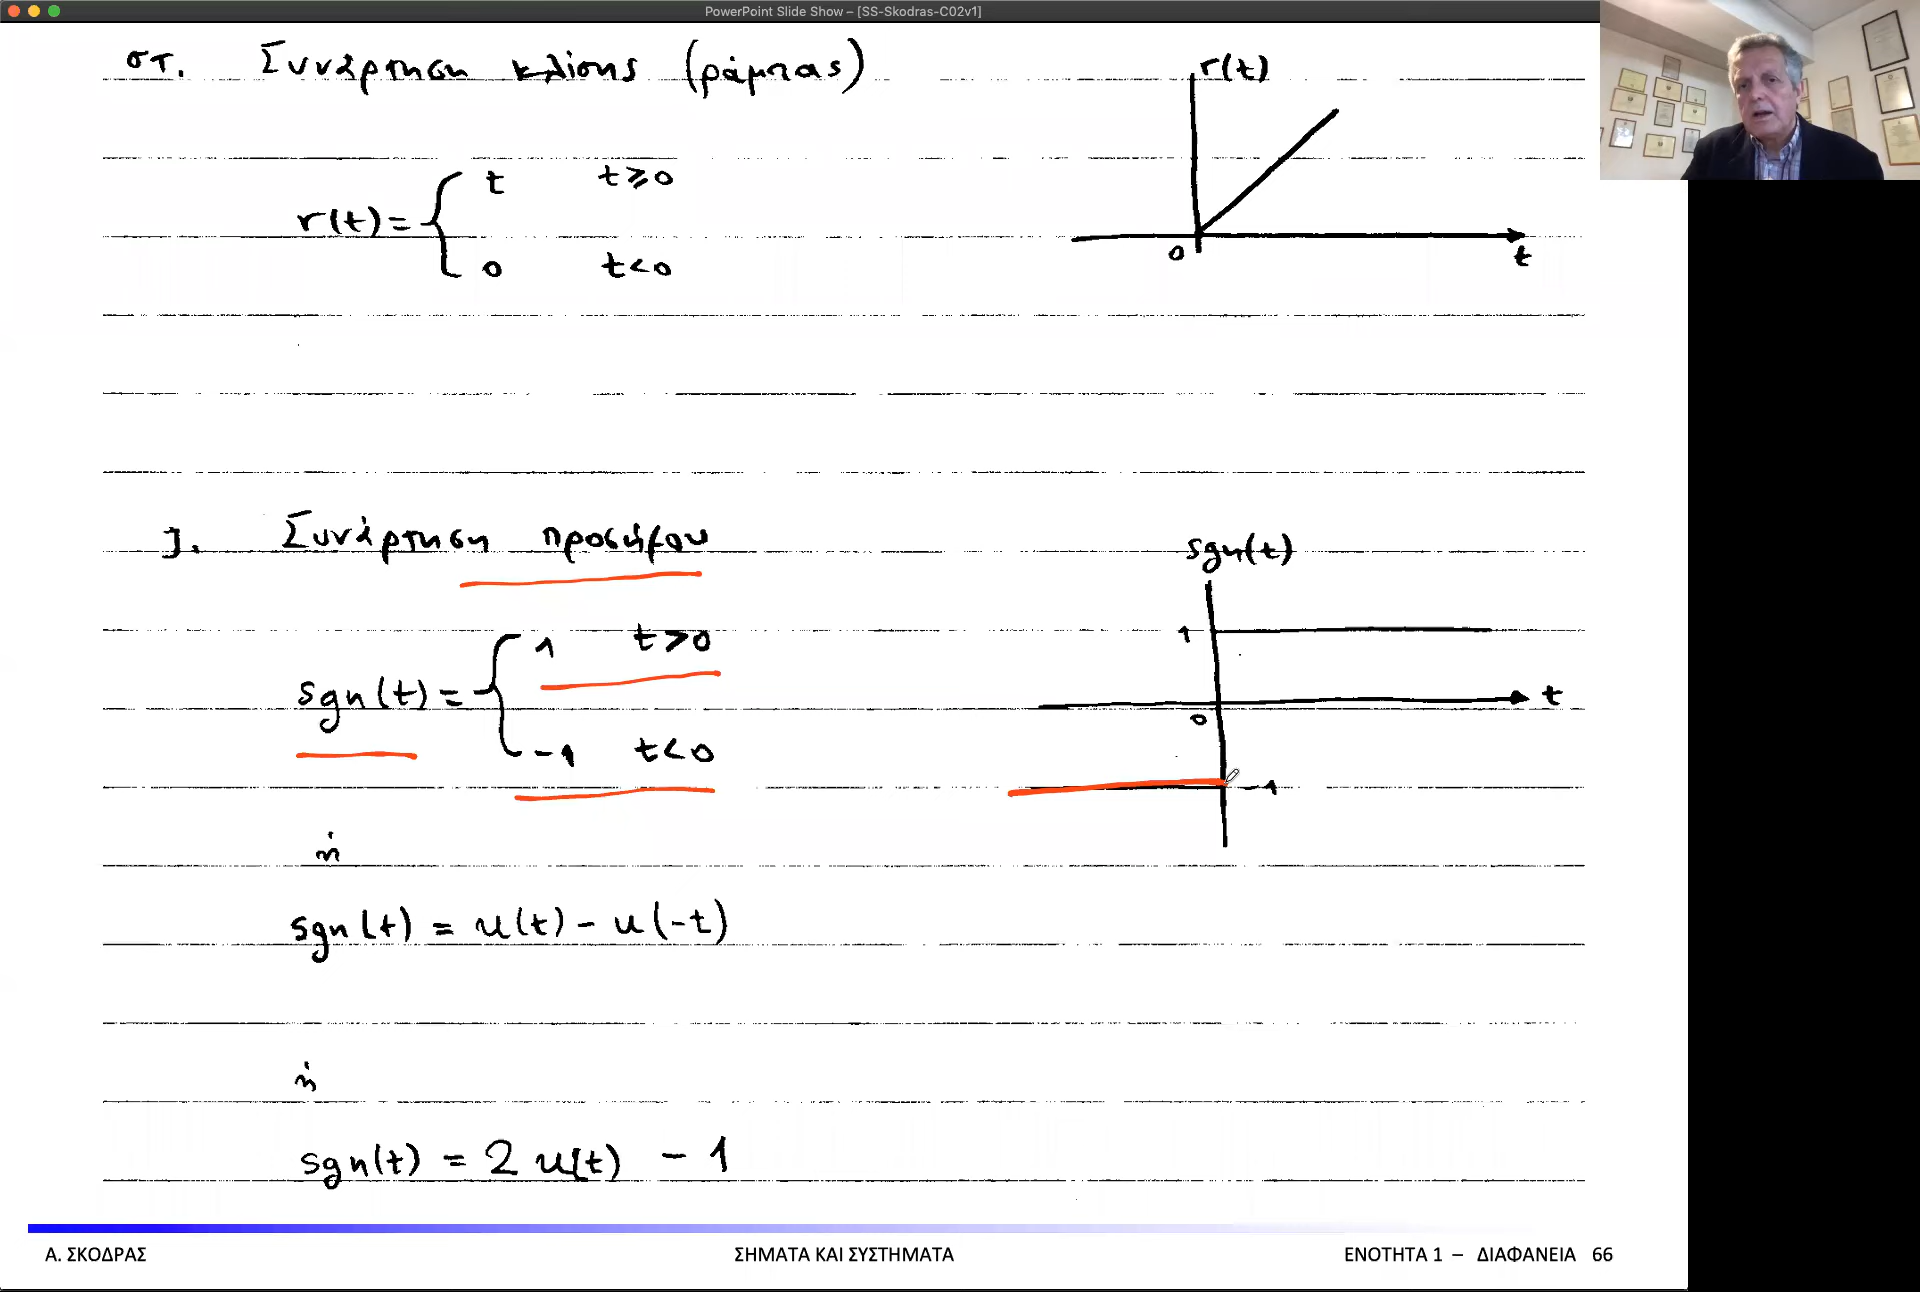 PowerPoint Slide Show – [SS-Skodras-C02v1]
στ. Συνάρτηση κλίσης (ράμπας)
r(t)
t t⩾0
r(t)=
0 t<0
0 t
J. Συνάρτηση προσήμου
sgn(t)
1 t>0
1
sgn(t)=
t
0
-1 t<0
-1
ή
sgn(t) = u(t) - u(-t)
ή
sgn(t) = 2u(t) - 1
Α. ΣΚΟΔΡΑΣ ΣΗΜΑΤΑ ΚΑΙ ΣΥΣΤΗΜΑΤΑ ΕΝΟΤΗΤΑ 1 – ΔΙΑΦΑΝΕΙΑ 66